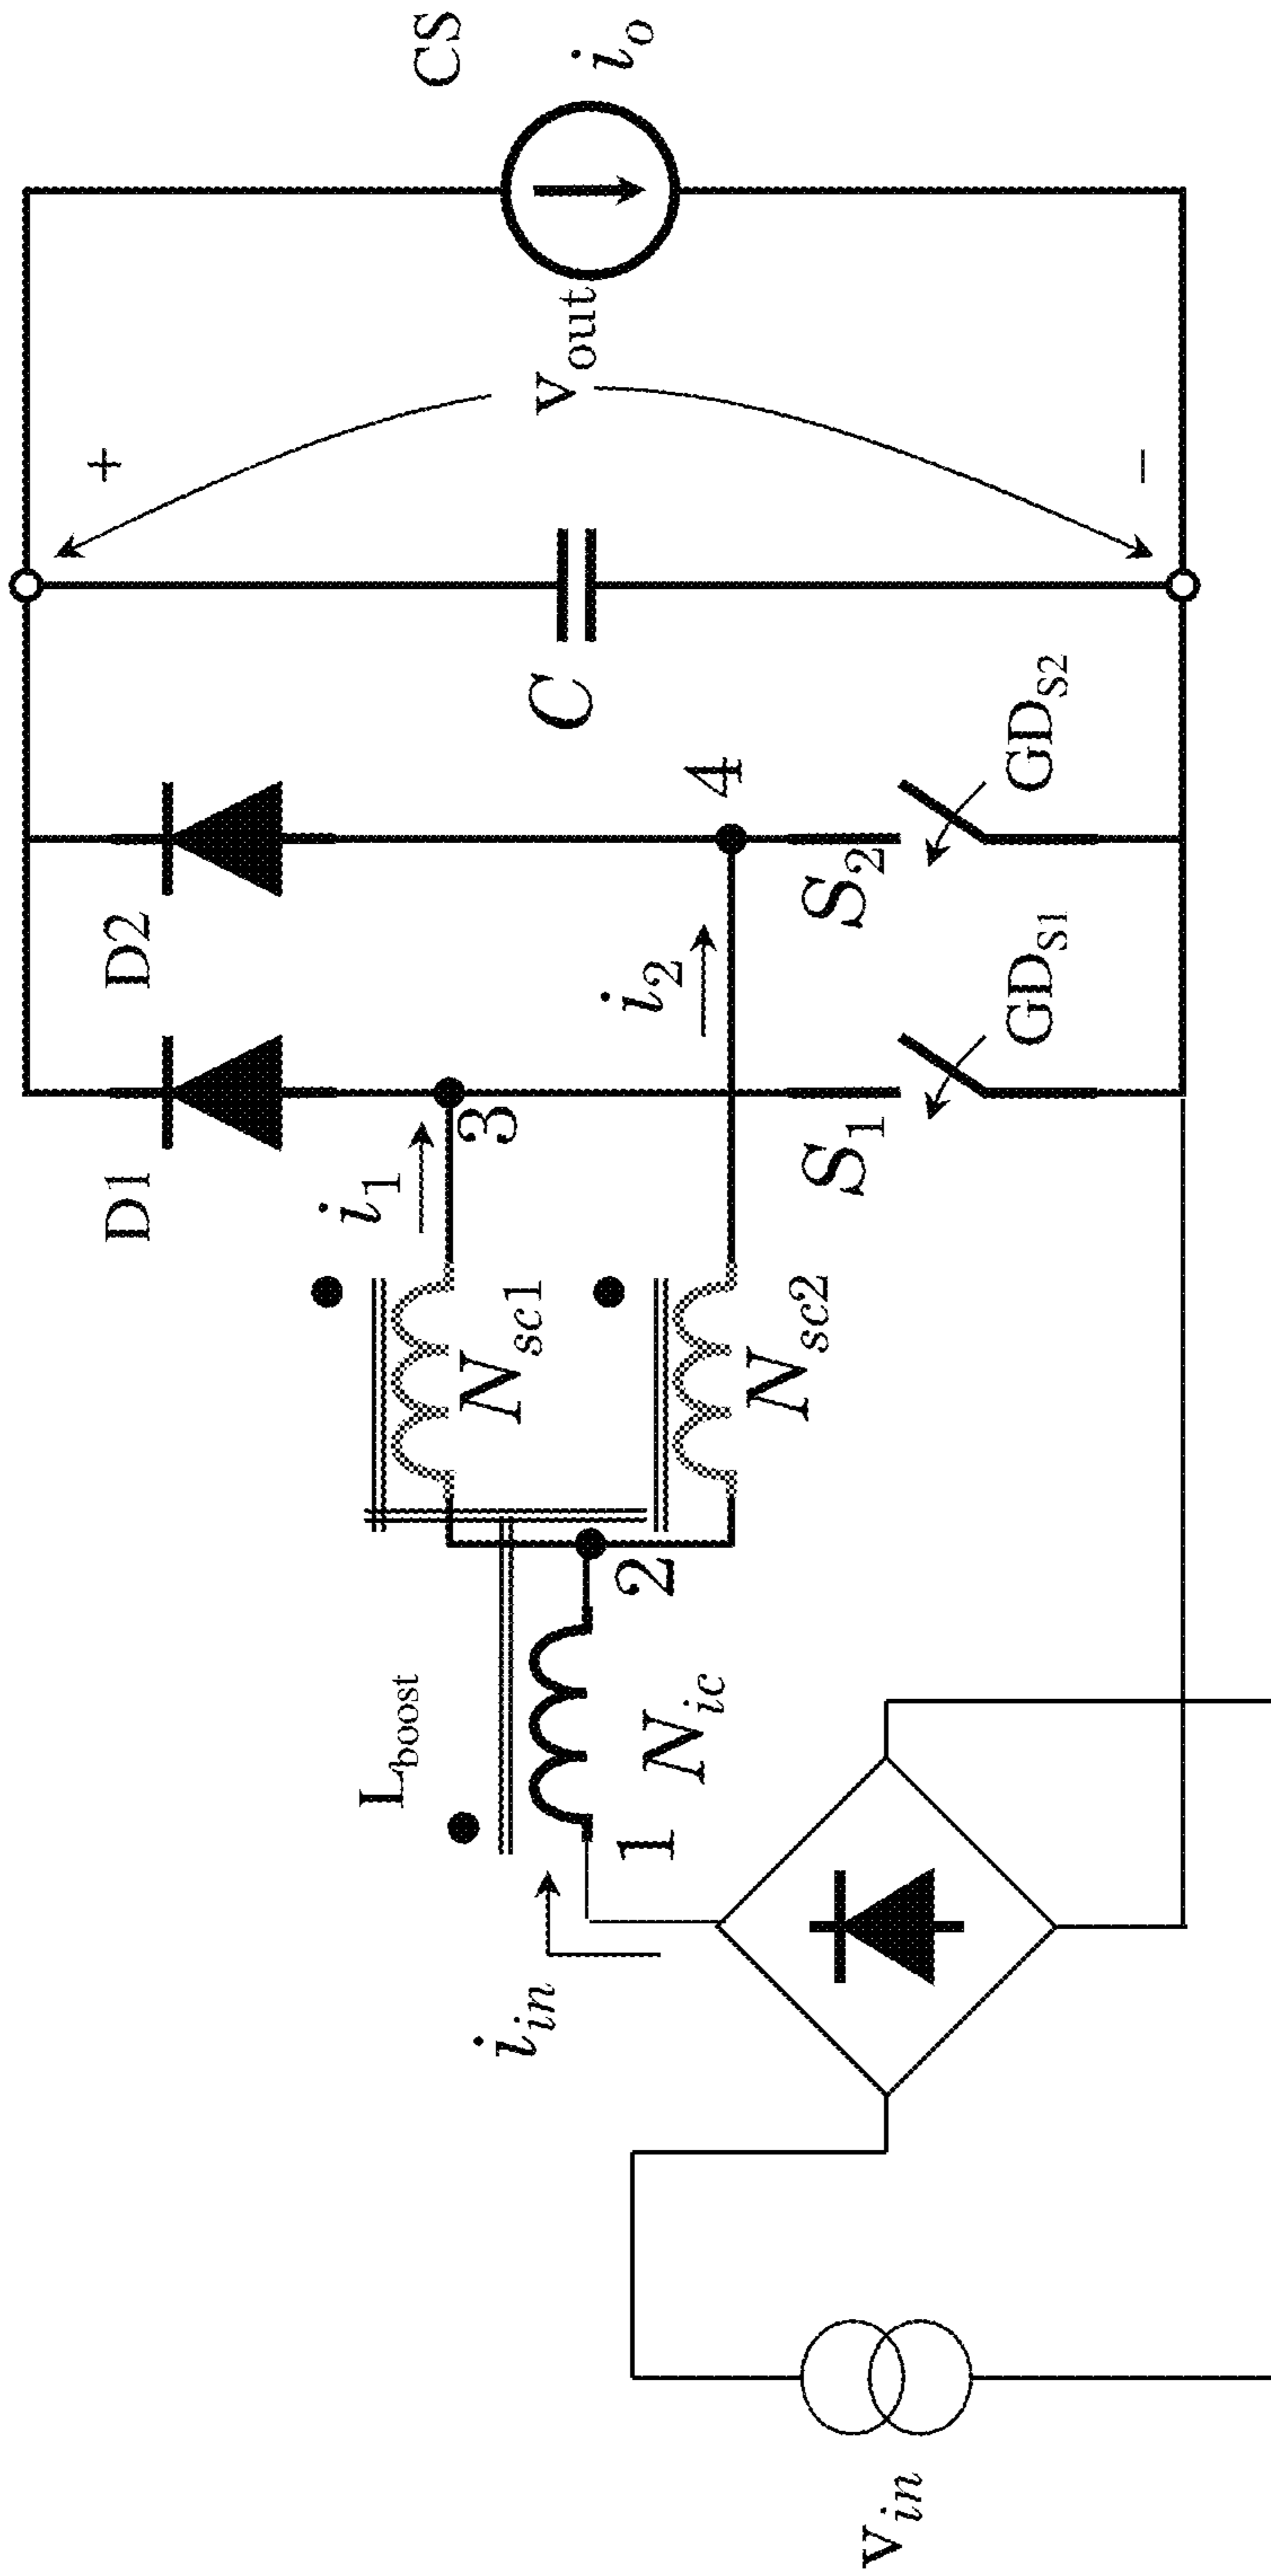 v_in
i_in
L_boost
1
N_ic
2
N_sc1
N_sc2
i_1
i_2
D1
D2
3
4
S_1
S_2
GD_S1
GD_S2
C
+
v_out
−
CS
i_o